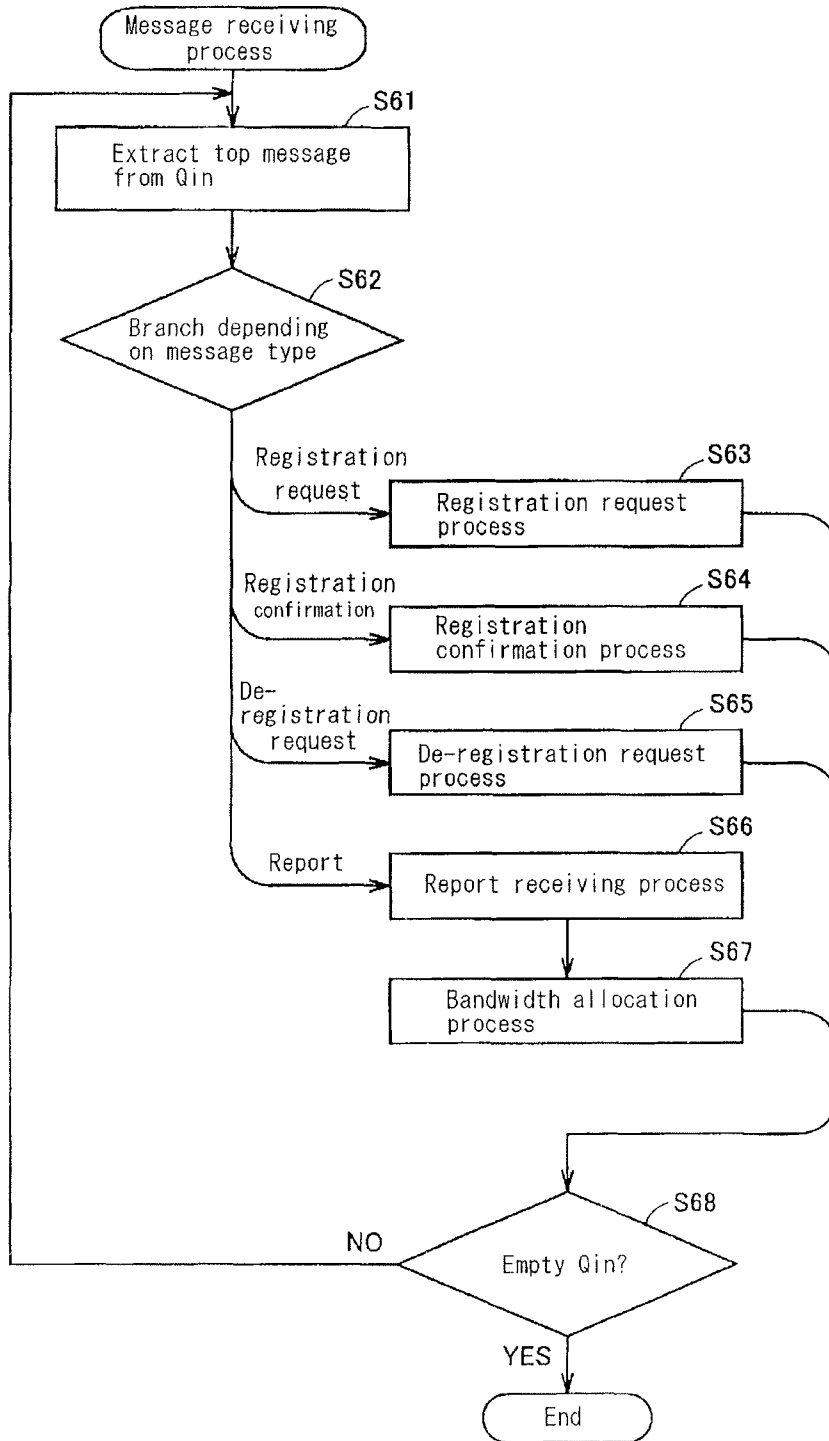 Message receiving
process
S61
Extract top message
from Qin
S62
Branch depending
on message type
Registration
request
S63
Registration request
process
Registration
confirmation
S64
Registration
confirmation process
De-
registration
request
S65
De-registration request
process
Report
S66
Report receiving process
S67
Bandwidth allocation
process
S68
Empty Qin?
NO
YES
End